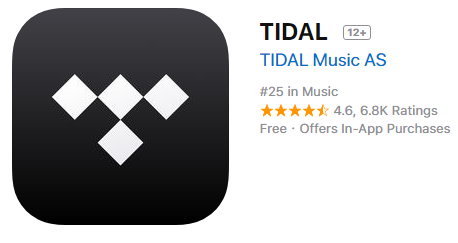 TIDAL 12+
TIDAL Music AS
#25 in Music
4.6, 6.8K Ratings
Free · Offers In-App Purchases